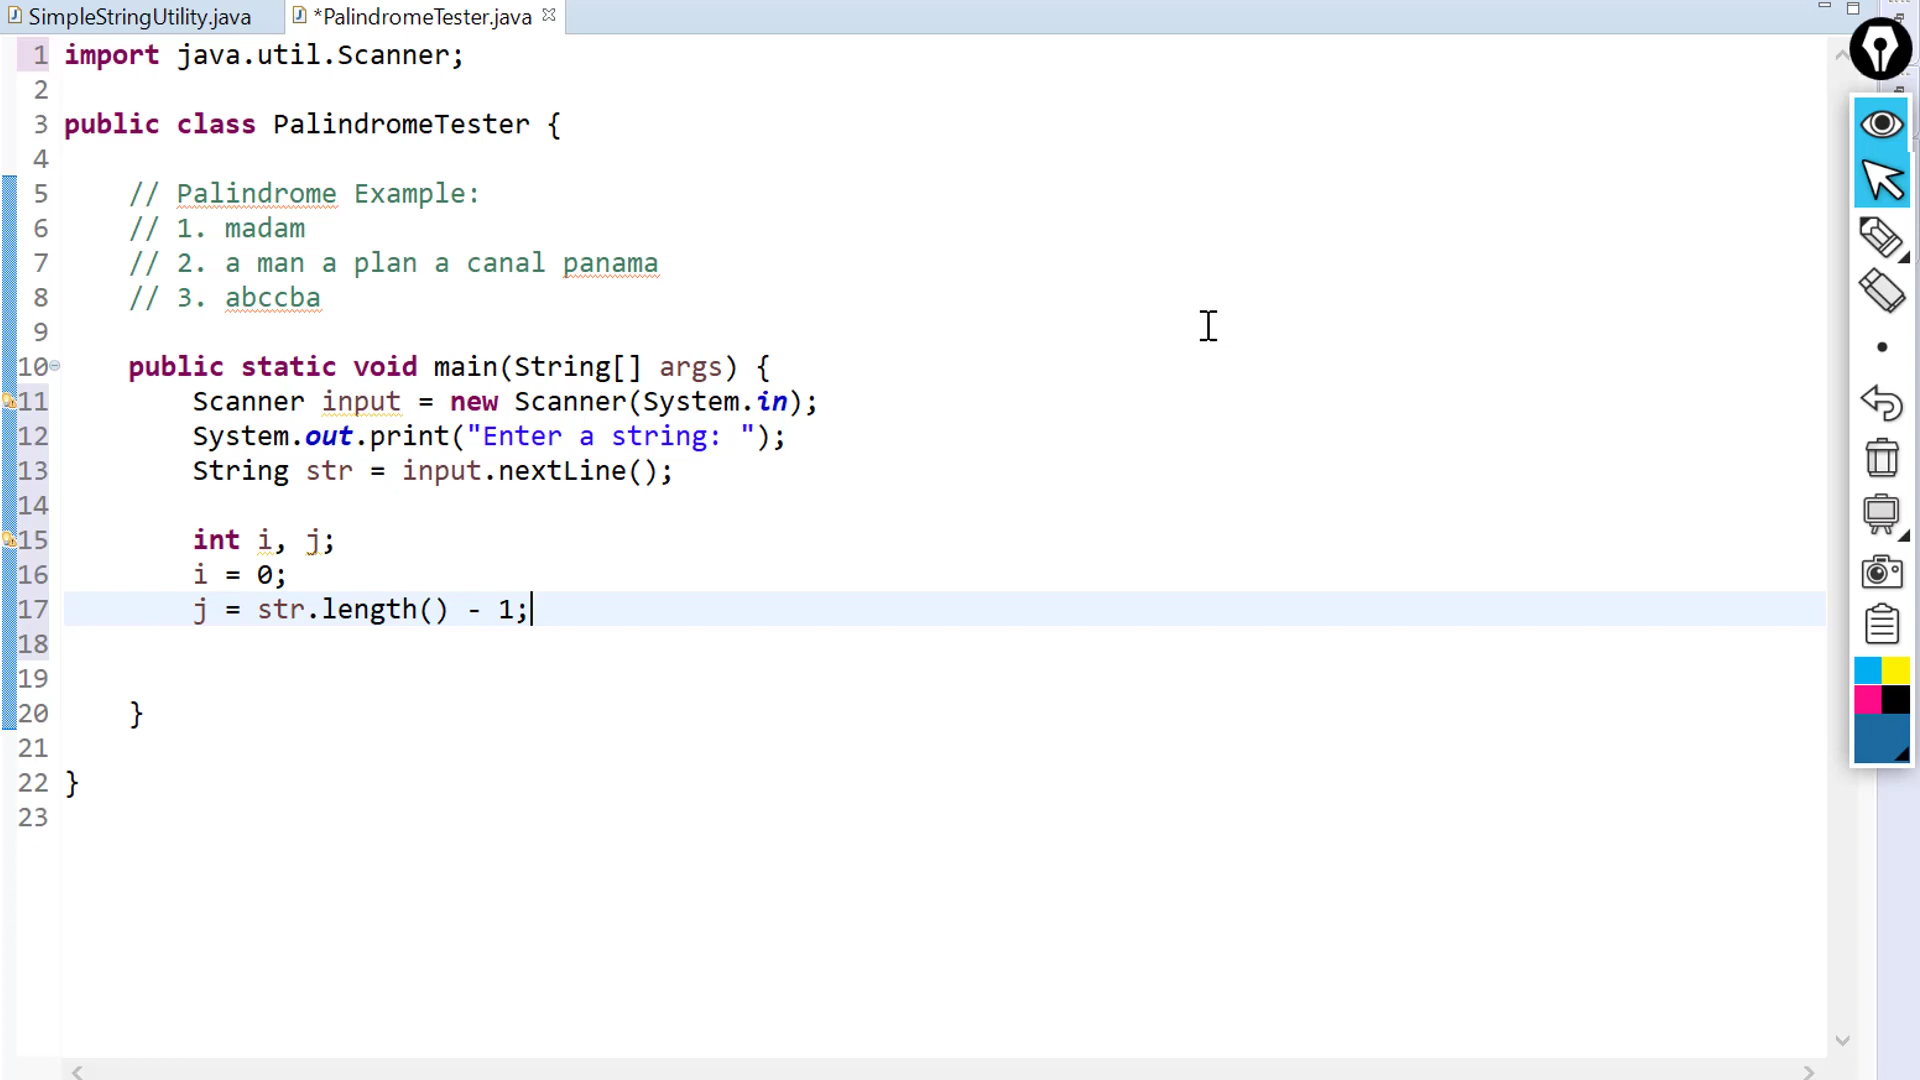 SimpleStringUtility.java
*PalindromeTester.java
1 import java.util.Scanner;
2
3 public class PalindromeTester {
4
5 // Palindrome Example:
6 // 1. madam
7 // 2. a man a plan a canal panama
8 // 3. abccba
9
10 public static void main(String[] args) {
11 Scanner input = new Scanner(System.in);
12 System.out.print("Enter a string: ");
13 String str = input.nextLine();
14
15 int i, j;
16 i = 0;
17 j = str.length() - 1;
18
19
20 }
21
22 }
23